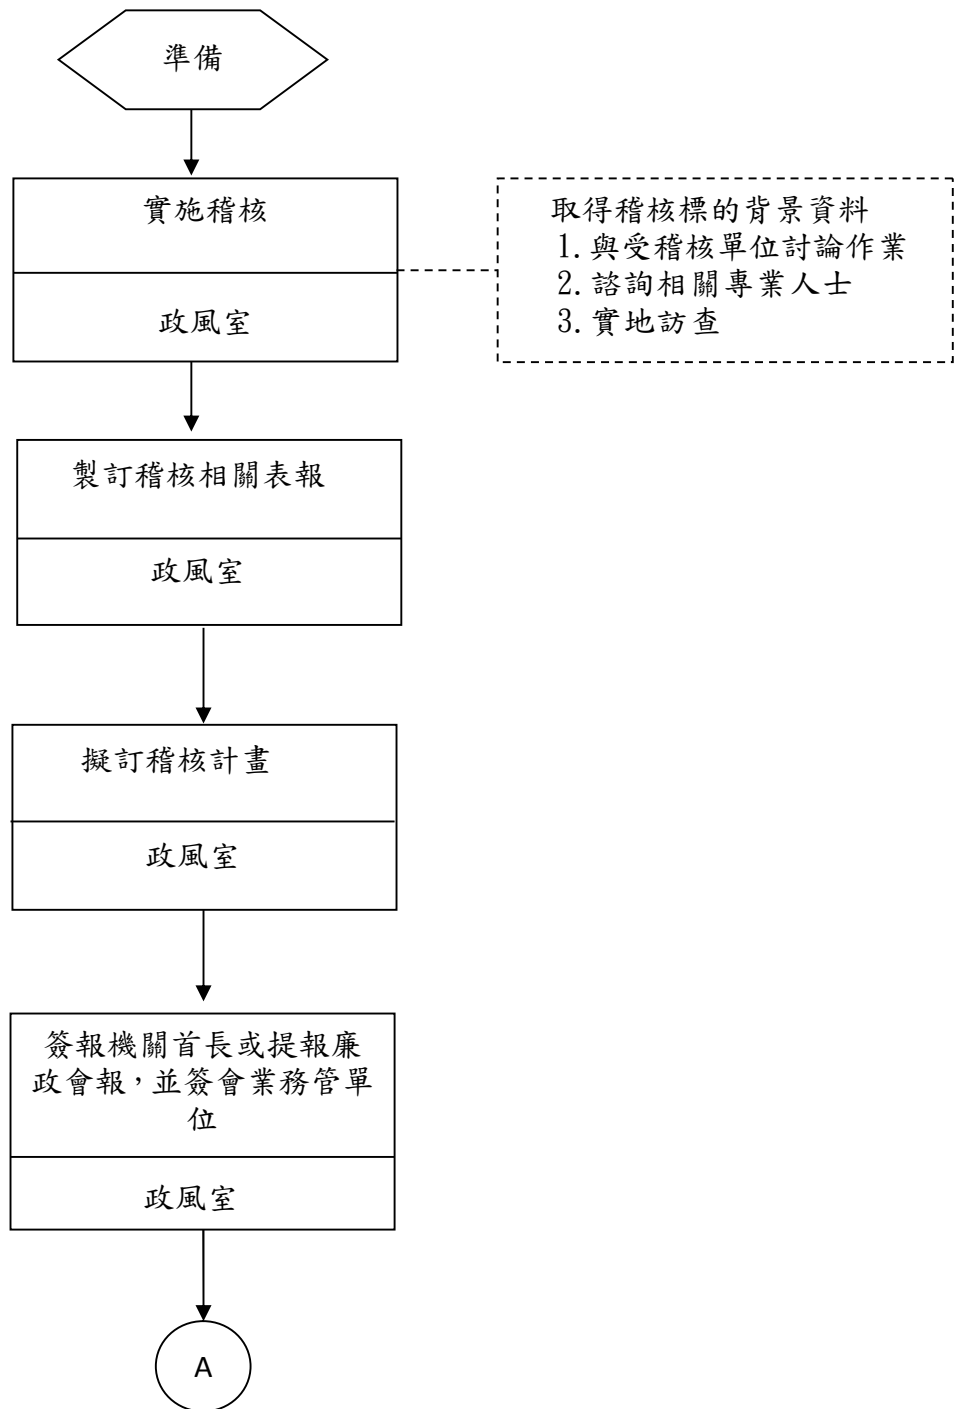 準備
實施稽核
政風室
取得稽核標的背景資料
1.與受稽核單位討論作業
2.諮詢相關專業人士
3.實地訪查
製訂稽核相關表報
政風室
擬訂稽核計畫
政風室
簽報機關首長或提報廉
政會報，並簽會業務管單
位
政風室
A